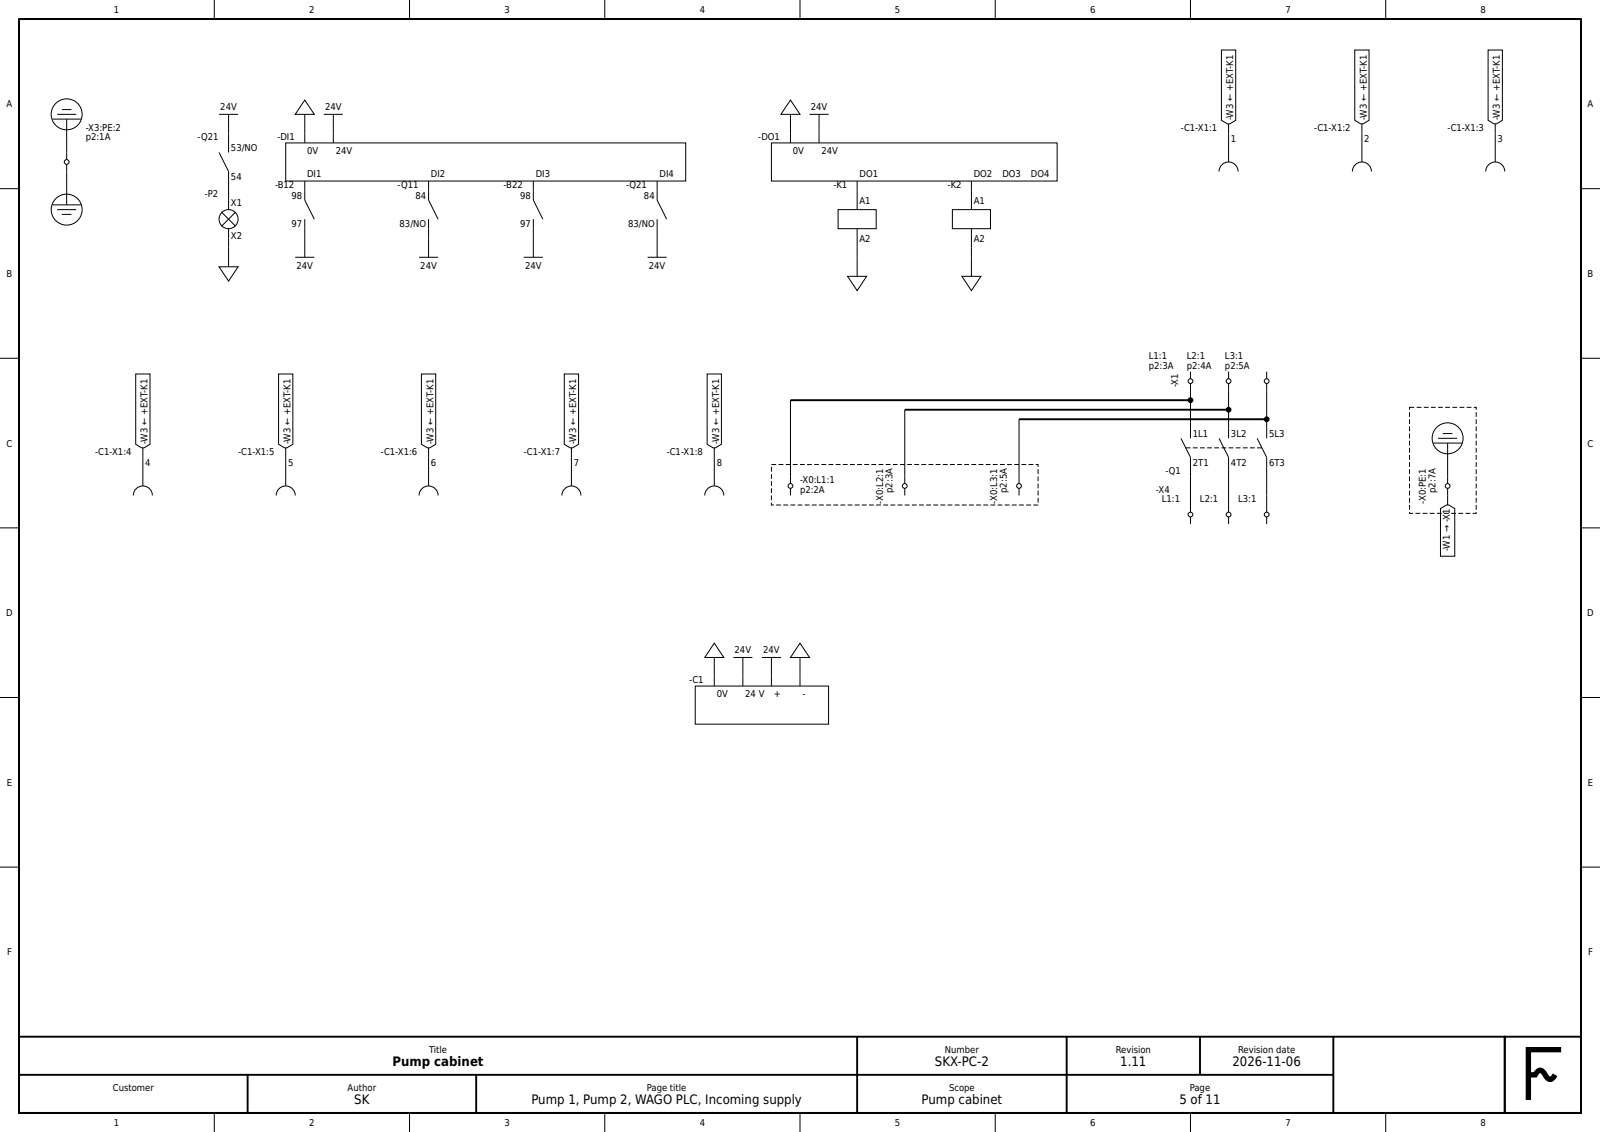 1 2 3 4 5 6 7 8
A A
B B
C C
D D
E E
F F
-X3:PE:2
p2:1A
24V
-Q21
53/NO
54
-P2
X1
X2
24V
-DI1
0V 24V
DI1 DI2 DI3 DI4
-B12 -Q11 -B22 -Q21
98 84 98 84
97 83/NO 97 83/NO
24V 24V 24V 24V
24V
-DO1
0V 24V
DO1 DO2 DO3 DO4
-K1 -K2
A1 A1
A2 A2
-W3 ← +EXT-K1 -W3 ← +EXT-K1 -W3 ← +EXT-K1
-C1-X1:1 -C1-X1:2 -C1-X1:3
1 2 3
-W3 ← +EXT-K1 -W3 ← +EXT-K1 -W3 ← +EXT-K1 -W3 ← +EXT-K1 -W3 ← +EXT-K1
-C1-X1:4 -C1-X1:5 -C1-X1:6 -C1-X1:7 -C1-X1:8
4 5 6 7 8
-X0:L1:1
p2:2A
-X0:L2:1
p2:3A
-X0:L3:1
p2:5A
L1:1 L2:1 L3:1
p2:3A p2:4A p2:5A
-X1
1L1 3L2 5L3
2T1 4T2 6T3
-Q1
-X4
L1:1 L2:1 L3:1
-X0:PE:1
p2:7A
-W1 → -X1
24V 24V
-C1
0V 24 V + -
Title
Pump cabinet
Number
SKX-PC-2
Revision
1.11
Revision date
2026-11-06
Customer
Author
SK
Page title
Pump 1, Pump 2, WAGO PLC, Incoming supply
Scope
Pump cabinet
Page
5 of 11
1 2 3 4 5 6 7 8